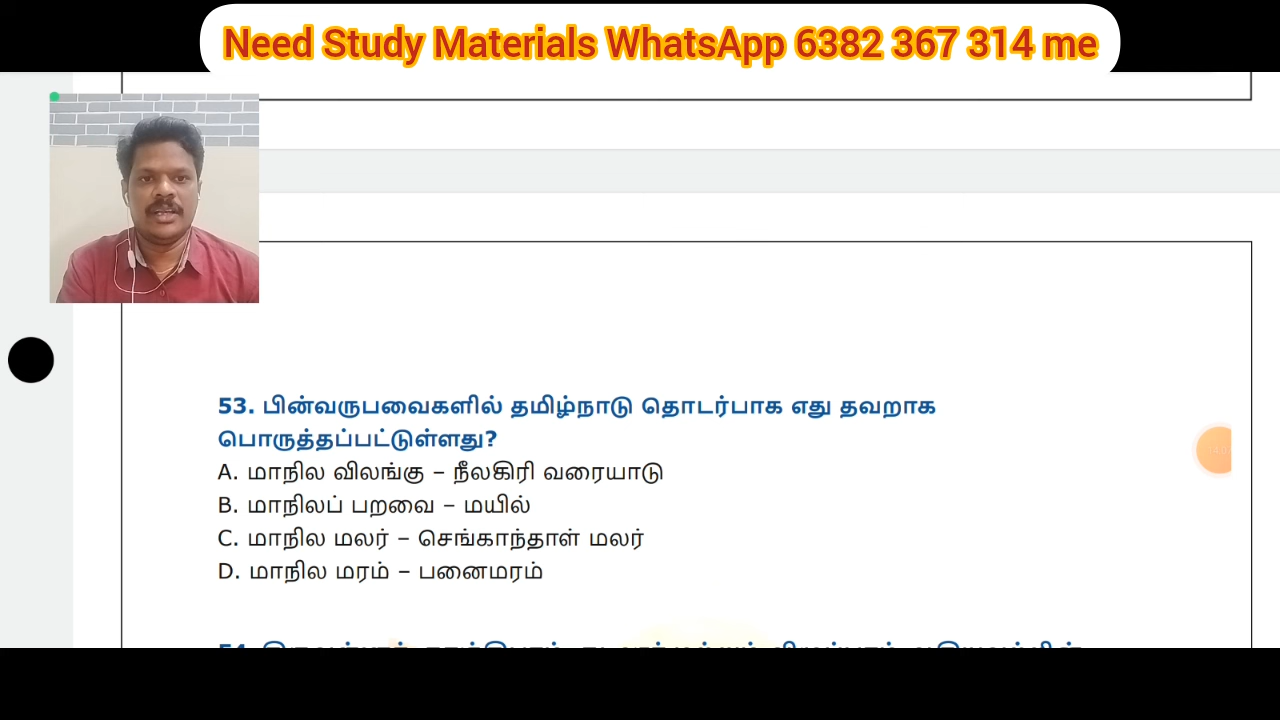 Need Study Materials WhatsApp 6382 367 314 me
53. பின்வருபவைகளில் தமிழ்நாடு தொடர்பாக எது தவறாக
பொருத்தப்பட்டுள்ளது?
A. மாநில விலங்கு – நீலகிரி வரையாடு
B. மாநிலப் பறவை – மயில்
C. மாநில மலர் – செங்காந்தாள் மலர்
D. மாநில மரம் – பனைமரம்